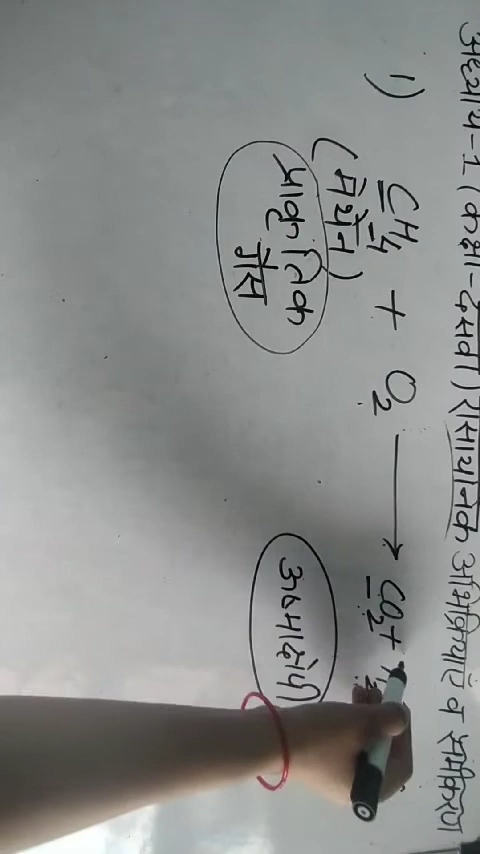 अध्याय-1 (कक्षा-दसवी) रासायनिक अभिक्रियाएं व समीकरण
1) CH4 + O2 → CO2 +
(मेथेन)
प्राकृतिक
गैस
ऊष्माक्षेपी